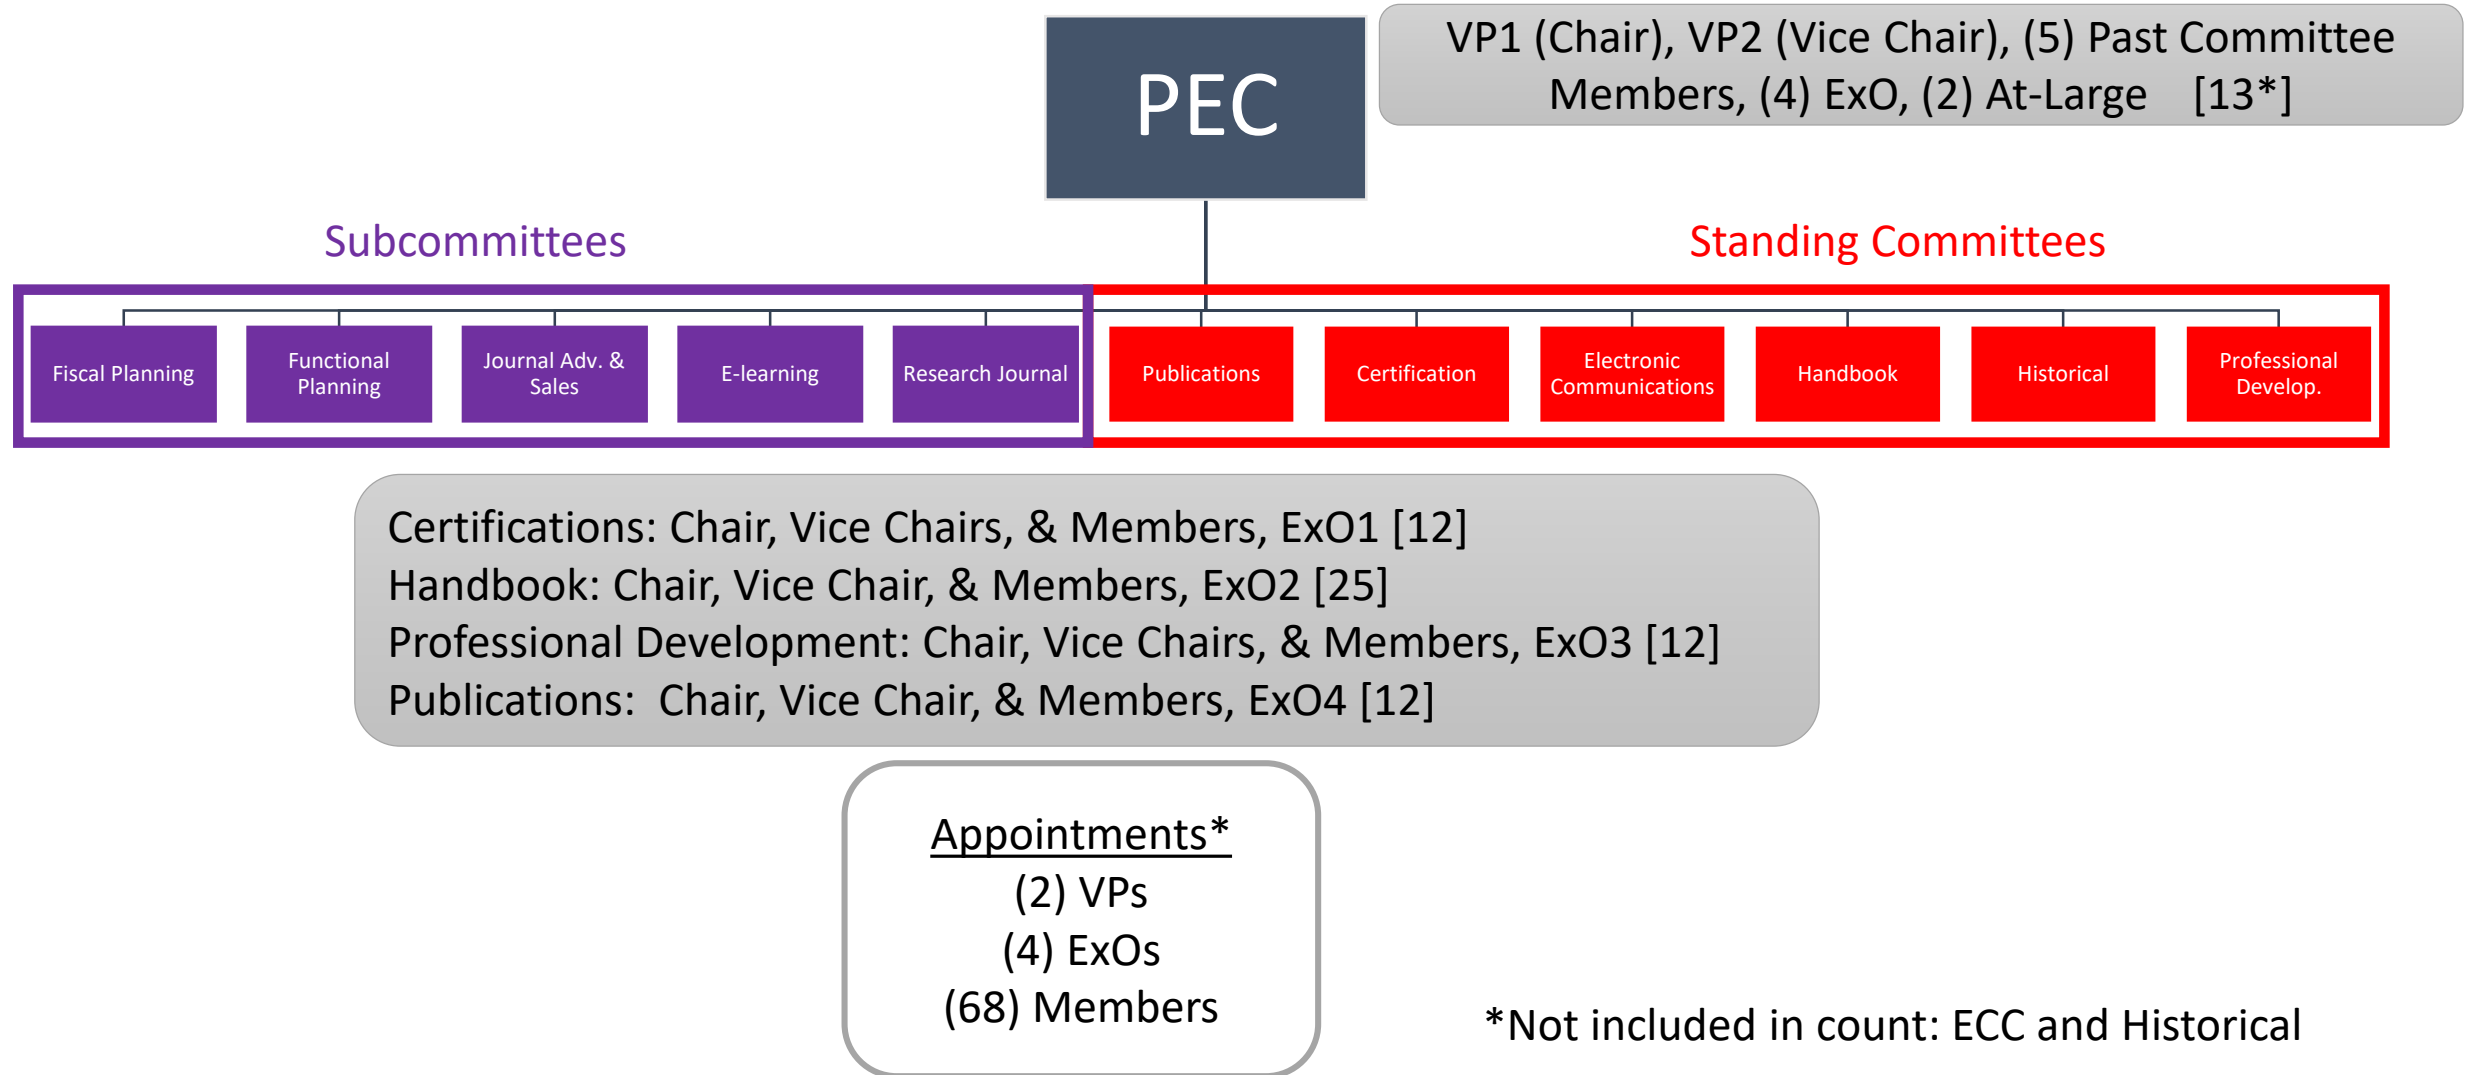 PEC
VP1 (Chair), VP2 (Vice Chair), (5) Past Committee
Members, (4) ExO, (2) At-Large [13*]
Subcommittees
Standing Committees
Fiscal Planning
Functional
Planning
Journal Adv. &
Sales
E-learning
Research Journal
Publications
Certification
Electronic
Communications
Handbook
Historical
Professional
Develop.
Certifications: Chair, Vice Chairs, & Members, ExO1 [12]
Handbook: Chair, Vice Chair, & Members, ExO2 [25]
Professional Development: Chair, Vice Chairs, & Members, ExO3 [12]
Publications: Chair, Vice Chair, & Members, ExO4 [12]
Appointments*
(2) VPs
(4) ExOs
(68) Members
*Not included in count: ECC and Historical